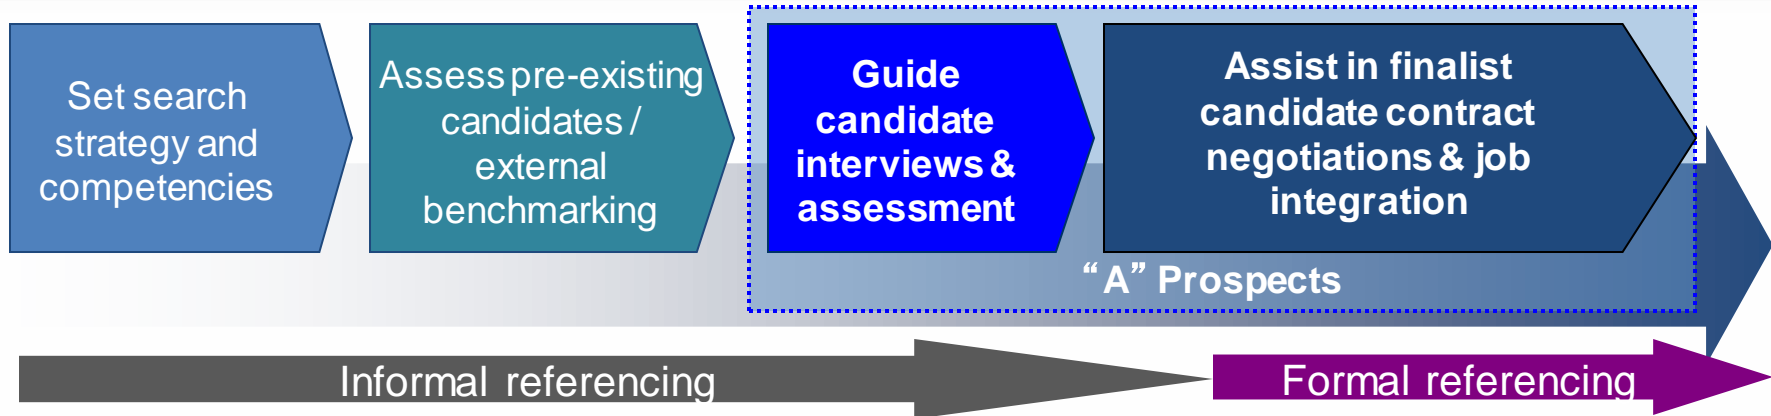 Set search
strategy and
competencies
Assess pre-existing
candidates /
external
benchmarking
Guide
candidate
interviews &
assessment
Assist in finalist
candidate contract
negotiations & job
integration
“A” Prospects
Informal referencing
Formal referencing